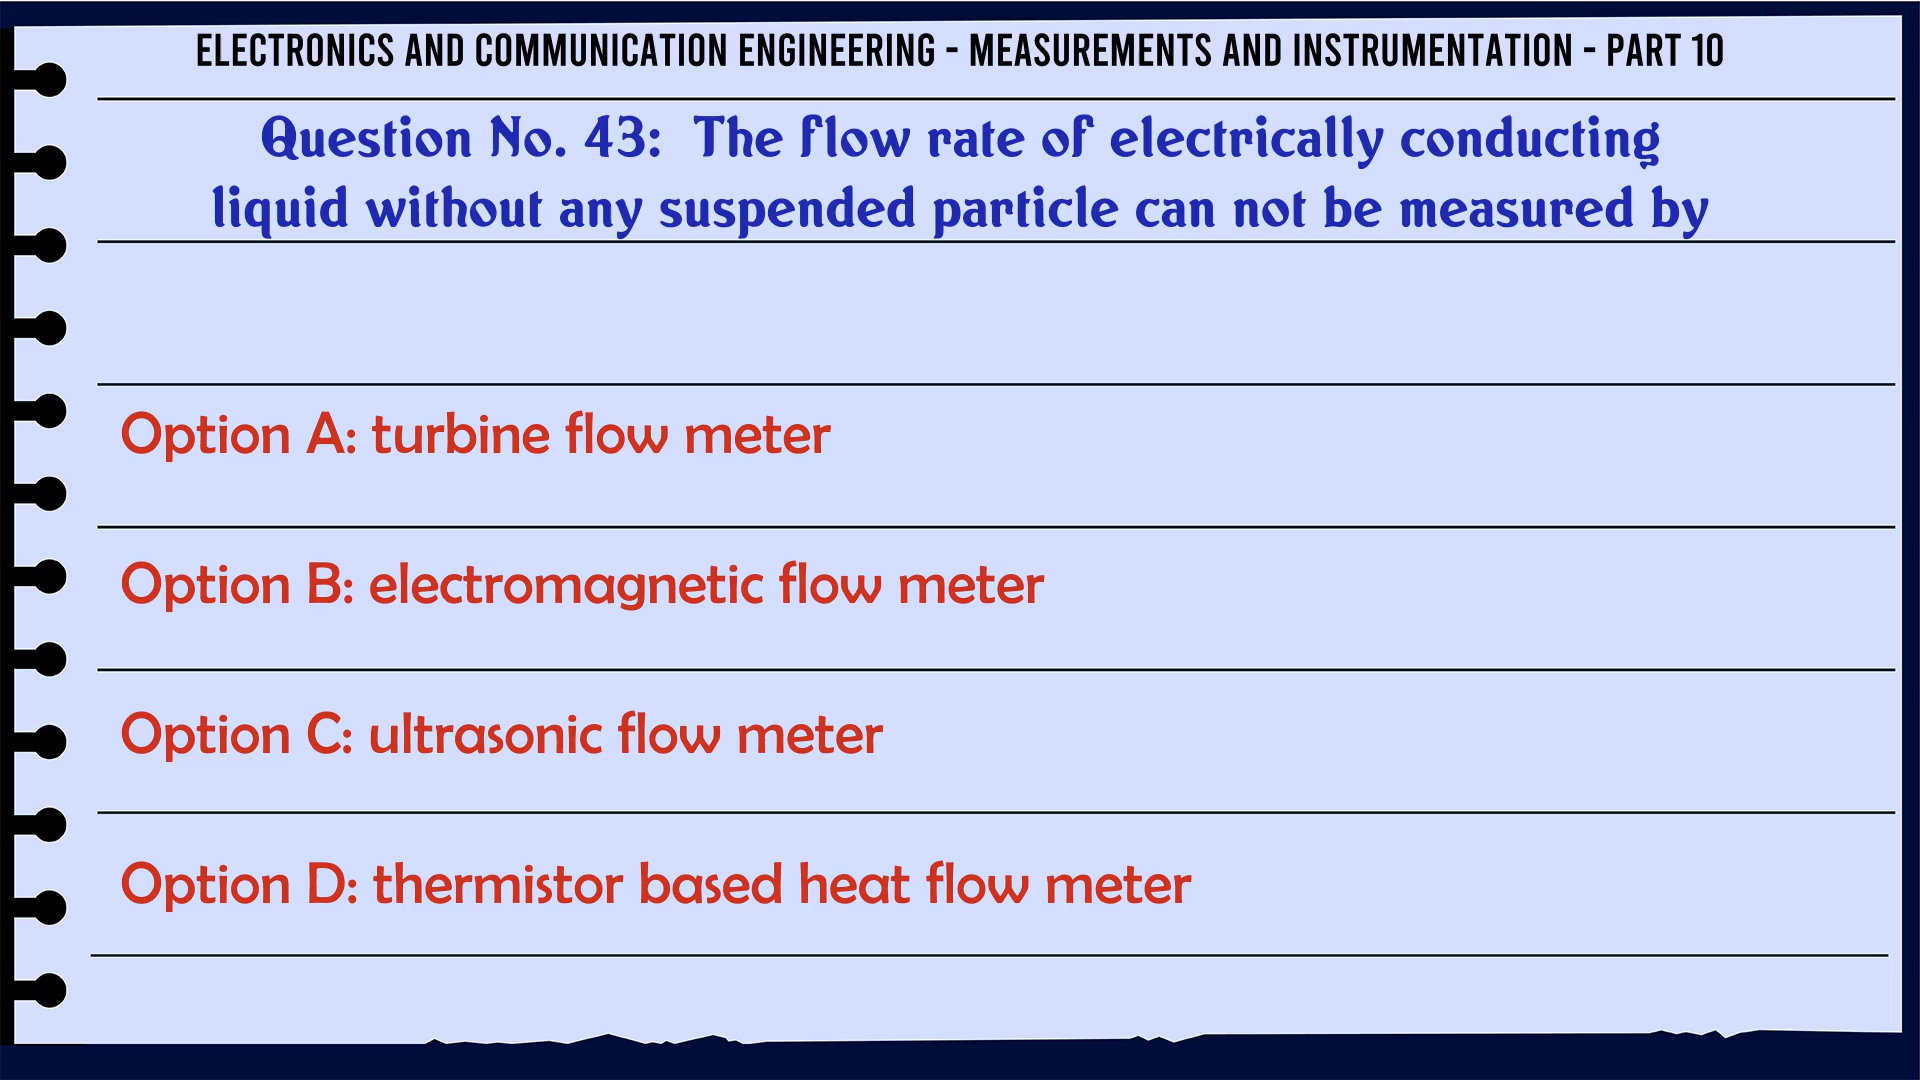 ELECTRONICS AND COMMUNICATION ENGINEERING - MEASUREMENTS AND INSTRUMENTATION - PART 10
Question No. 43: The flow rate of electrically conducting
liquid without any suspended particle can not be measured by
Option A: turbine flow meter
Option B: electromagnetic flow meter
Option C: ultrasonic flow meter
Option D: thermistor based heat flow meter